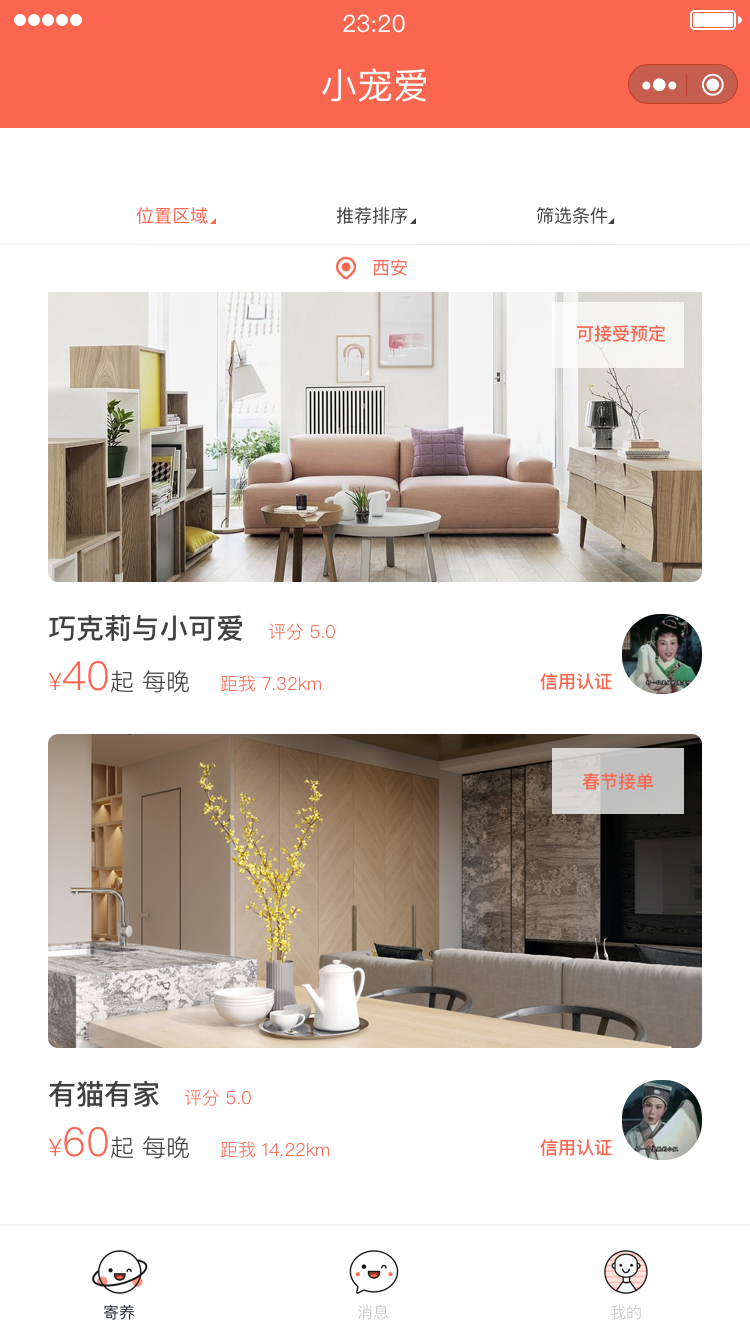 23:20
小宠爱
位置区域 推荐排序 筛选条件
西安
可接受预定
巧克莉与小可爱 评分 5.0
¥40起 每晚 距我 7.32km 信用认证
春节接单
有猫有家 评分 5.0
¥60起 每晚 距我 14.22km 信用认证
寄养 消息 我的